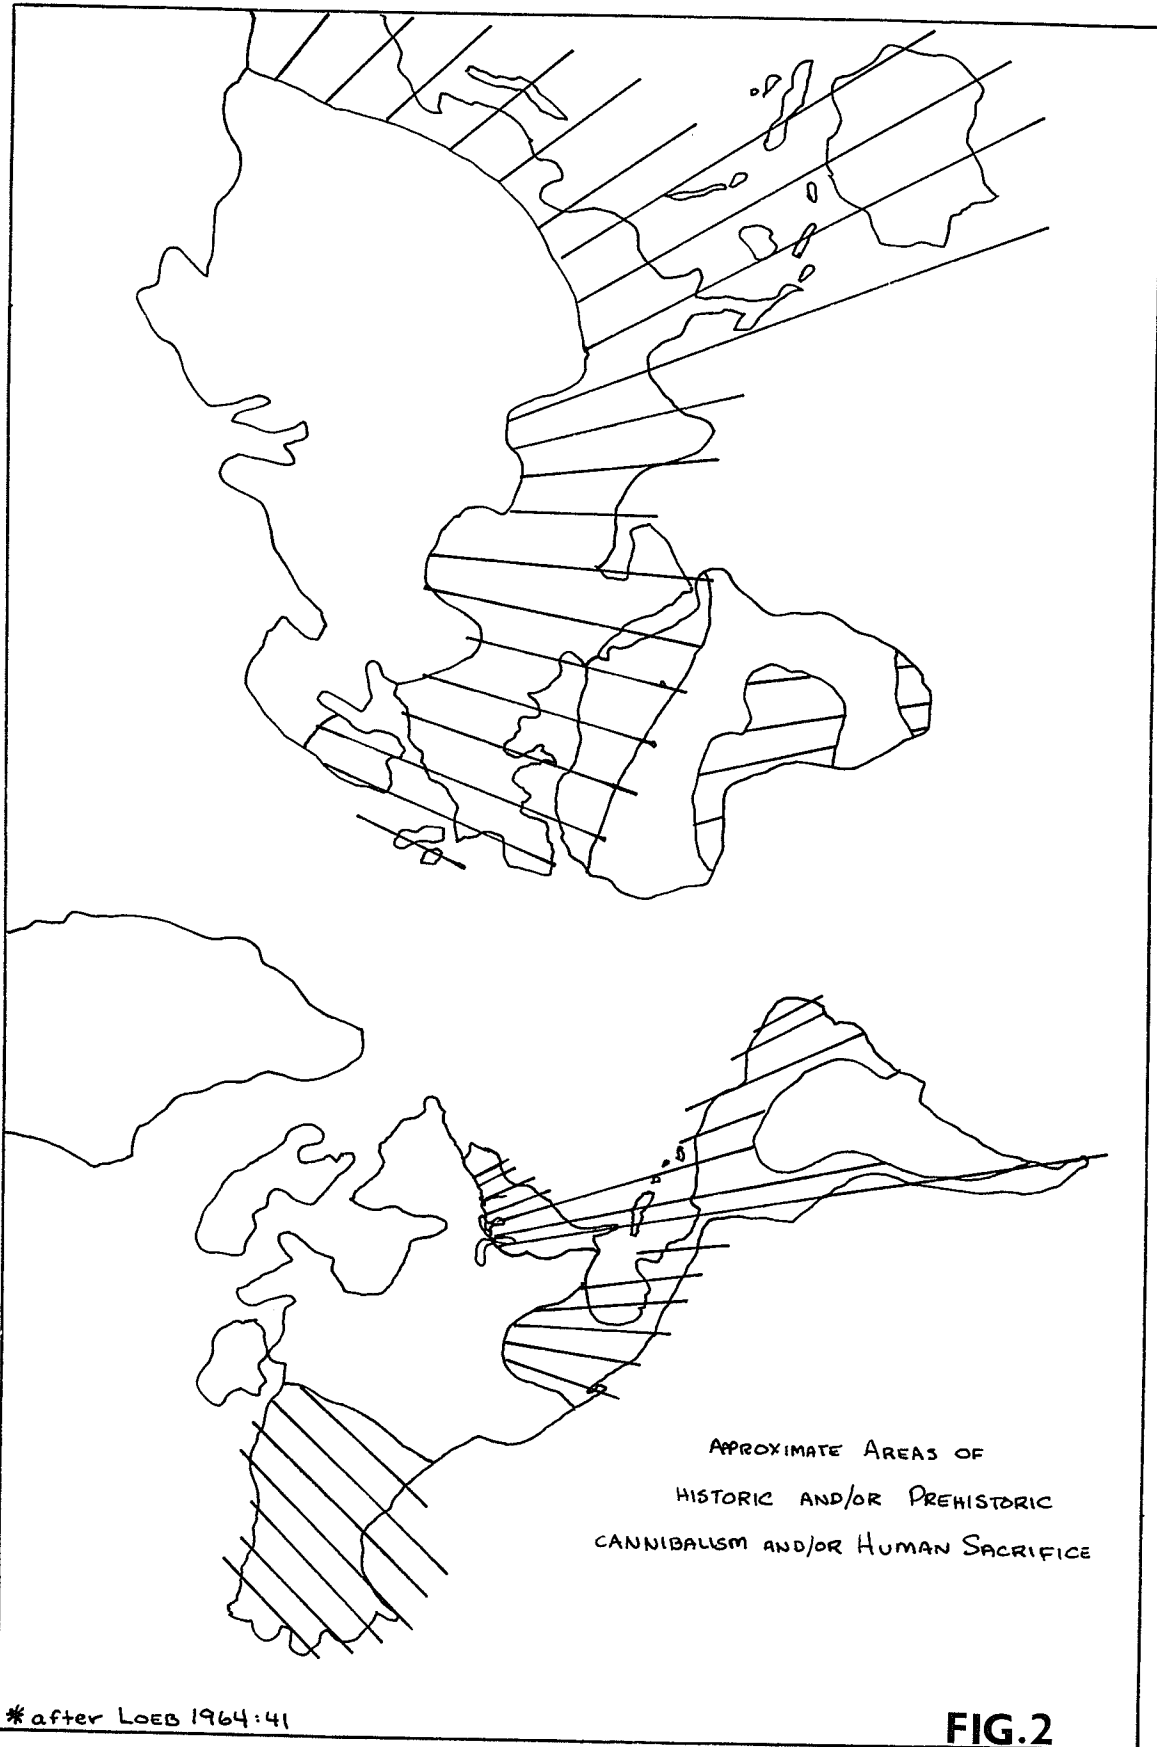 APPROXIMATE AREAS OF
HISTORIC AND/OR PREHISTORIC
CANNIBALISM AND/OR HUMAN SACRIFICE
*after LOEB 1964:41
FIG.2